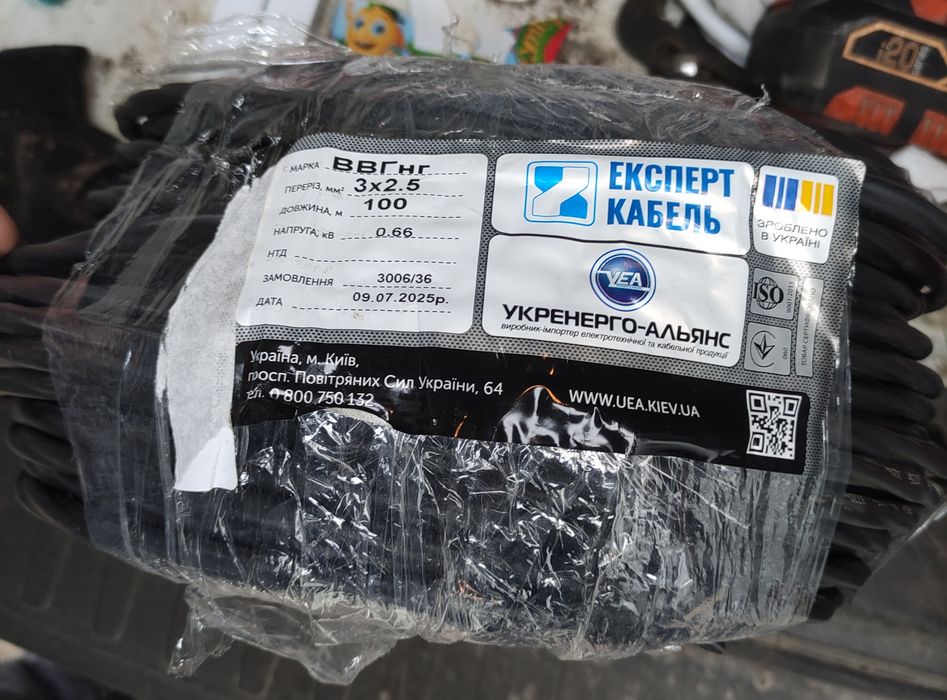 МАРКА ВВГнг
ПЕРЕРІЗ, мм² 3х2.5
ДОВЖИНА, м 100
НАПРУГА, кВ 0.66
НТД
ЗАМОВЛЕННЯ 3006/36
ДАТА 09.07.2025р.
ЕКСПЕРТ
КАБЕЛЬ
ЗРОБЛЕНО
В УКРАЇНІ
UEA
УКРЕНЕРГО-АЛЬЯНС
виробник-імпортер електротехнічної та кабельної продукції
ISO
Україна, м. Київ,
просп. Повітряних Сил України, 64
тел. 0 800 750 132
WWW.UEA.KIEV.UA
120